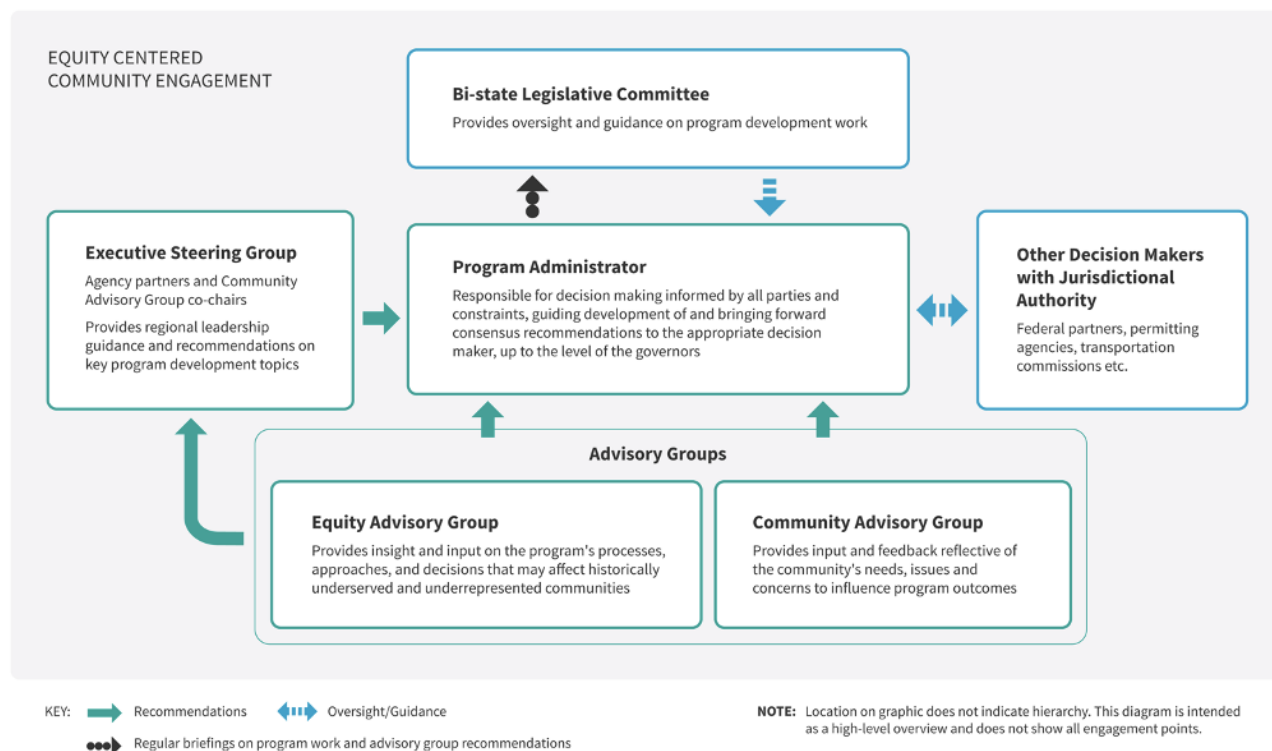 EQUITY CENTERED
COMMUNITY ENGAGEMENT
Bi-state Legislative Committee
Provides oversight and guidance on program development work
Executive Steering Group
Agency partners and Community
Advisory Group co-chairs
Provides regional leadership
guidance and recommendations on
key program development topics
Program Administrator
Responsible for decision making informed by all parties and
constraints, guiding development of and bringing forward
consensus recommendations to the appropriate decision
maker, up to the level of the governors
Other Decision Makers
with Jurisdictional
Authority
Federal partners, permitting
agencies, transportation
commissions etc.
Advisory Groups
Equity Advisory Group
Provides insight and input on the program's processes,
approaches, and decisions that may affect historically
underserved and underrepresented communities
Community Advisory Group
Provides input and feedback reflective of
the community's needs, issues and
concerns to influence program outcomes
KEY: Recommendations Oversight/Guidance
Regular briefings on program work and advisory group recommendations
NOTE: Location on graphic does not indicate hierarchy. This diagram is intended
as a high-level overview and does not show all engagement points.